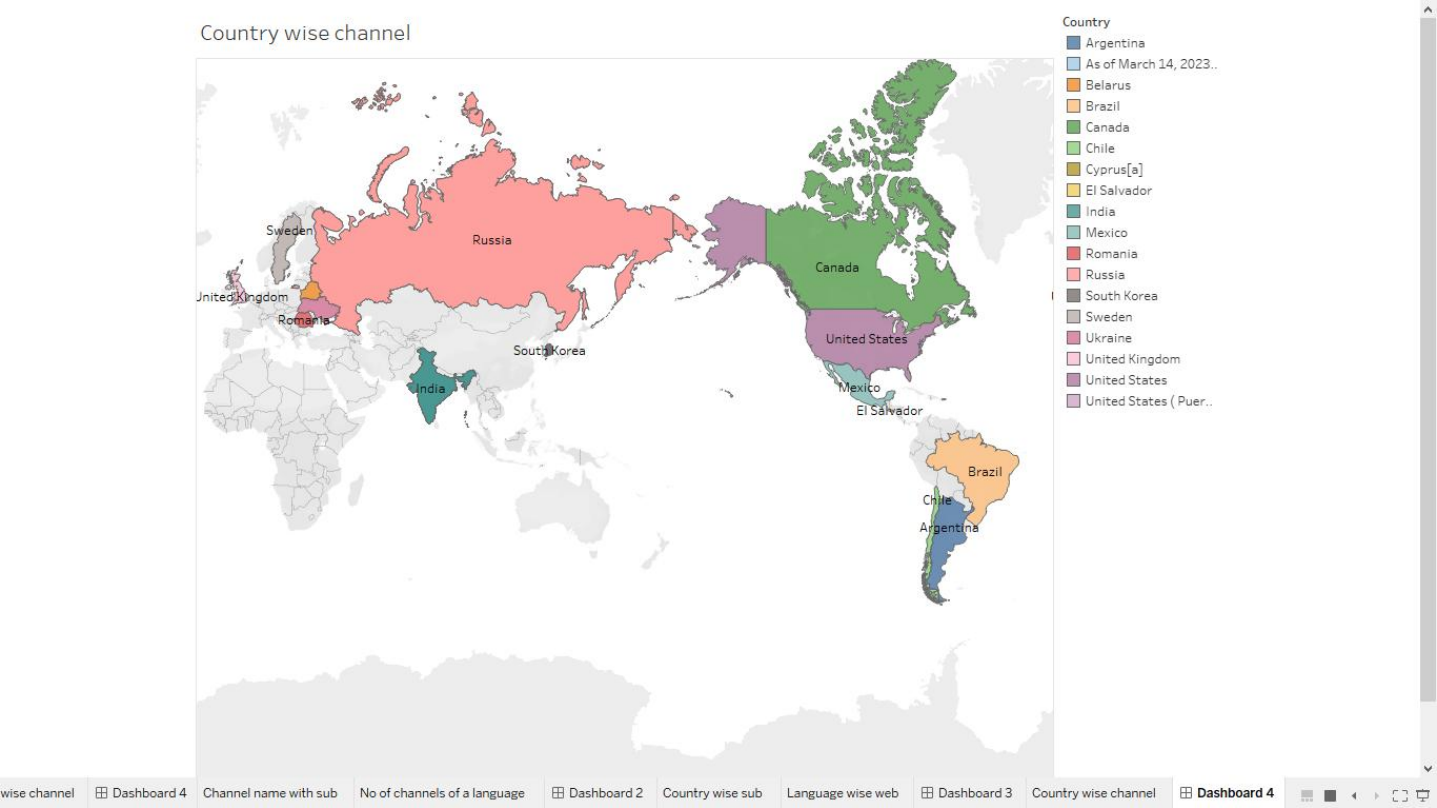 Country wise channel
Country
Argentina
As of March 14, 2023..
Belarus
Brazil
Canada
Chile
Cyprus[a]
El Salvador
India
Mexico
Romania
Russia
South Korea
Sweden
Ukraine
United Kingdom
United States
United States ( Puer..
Sweden
Russia
Canada
United Kingdom
Romania
United States
South Korea
India
Mexico
El Salvador
Brazil
Chile
Argentina
wise channel
Dashboard 4
Channel name with sub
No of channels of a language
Dashboard 2
Country wise sub
Language wise web
Dashboard 3
Country wise channel
Dashboard 4